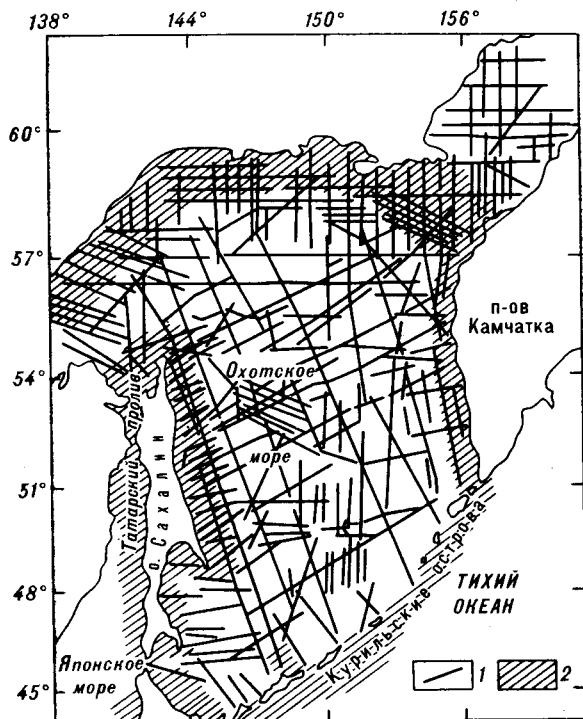 138° 144° 150° 156°
60°
57°
54°
51°
48°
45°
п-ов
Камчатка
Охотское
море
Татарский пролив
о. Сахалин
Курильские острова
ТИХИЙ
ОКЕАН
Японское
море
1
2